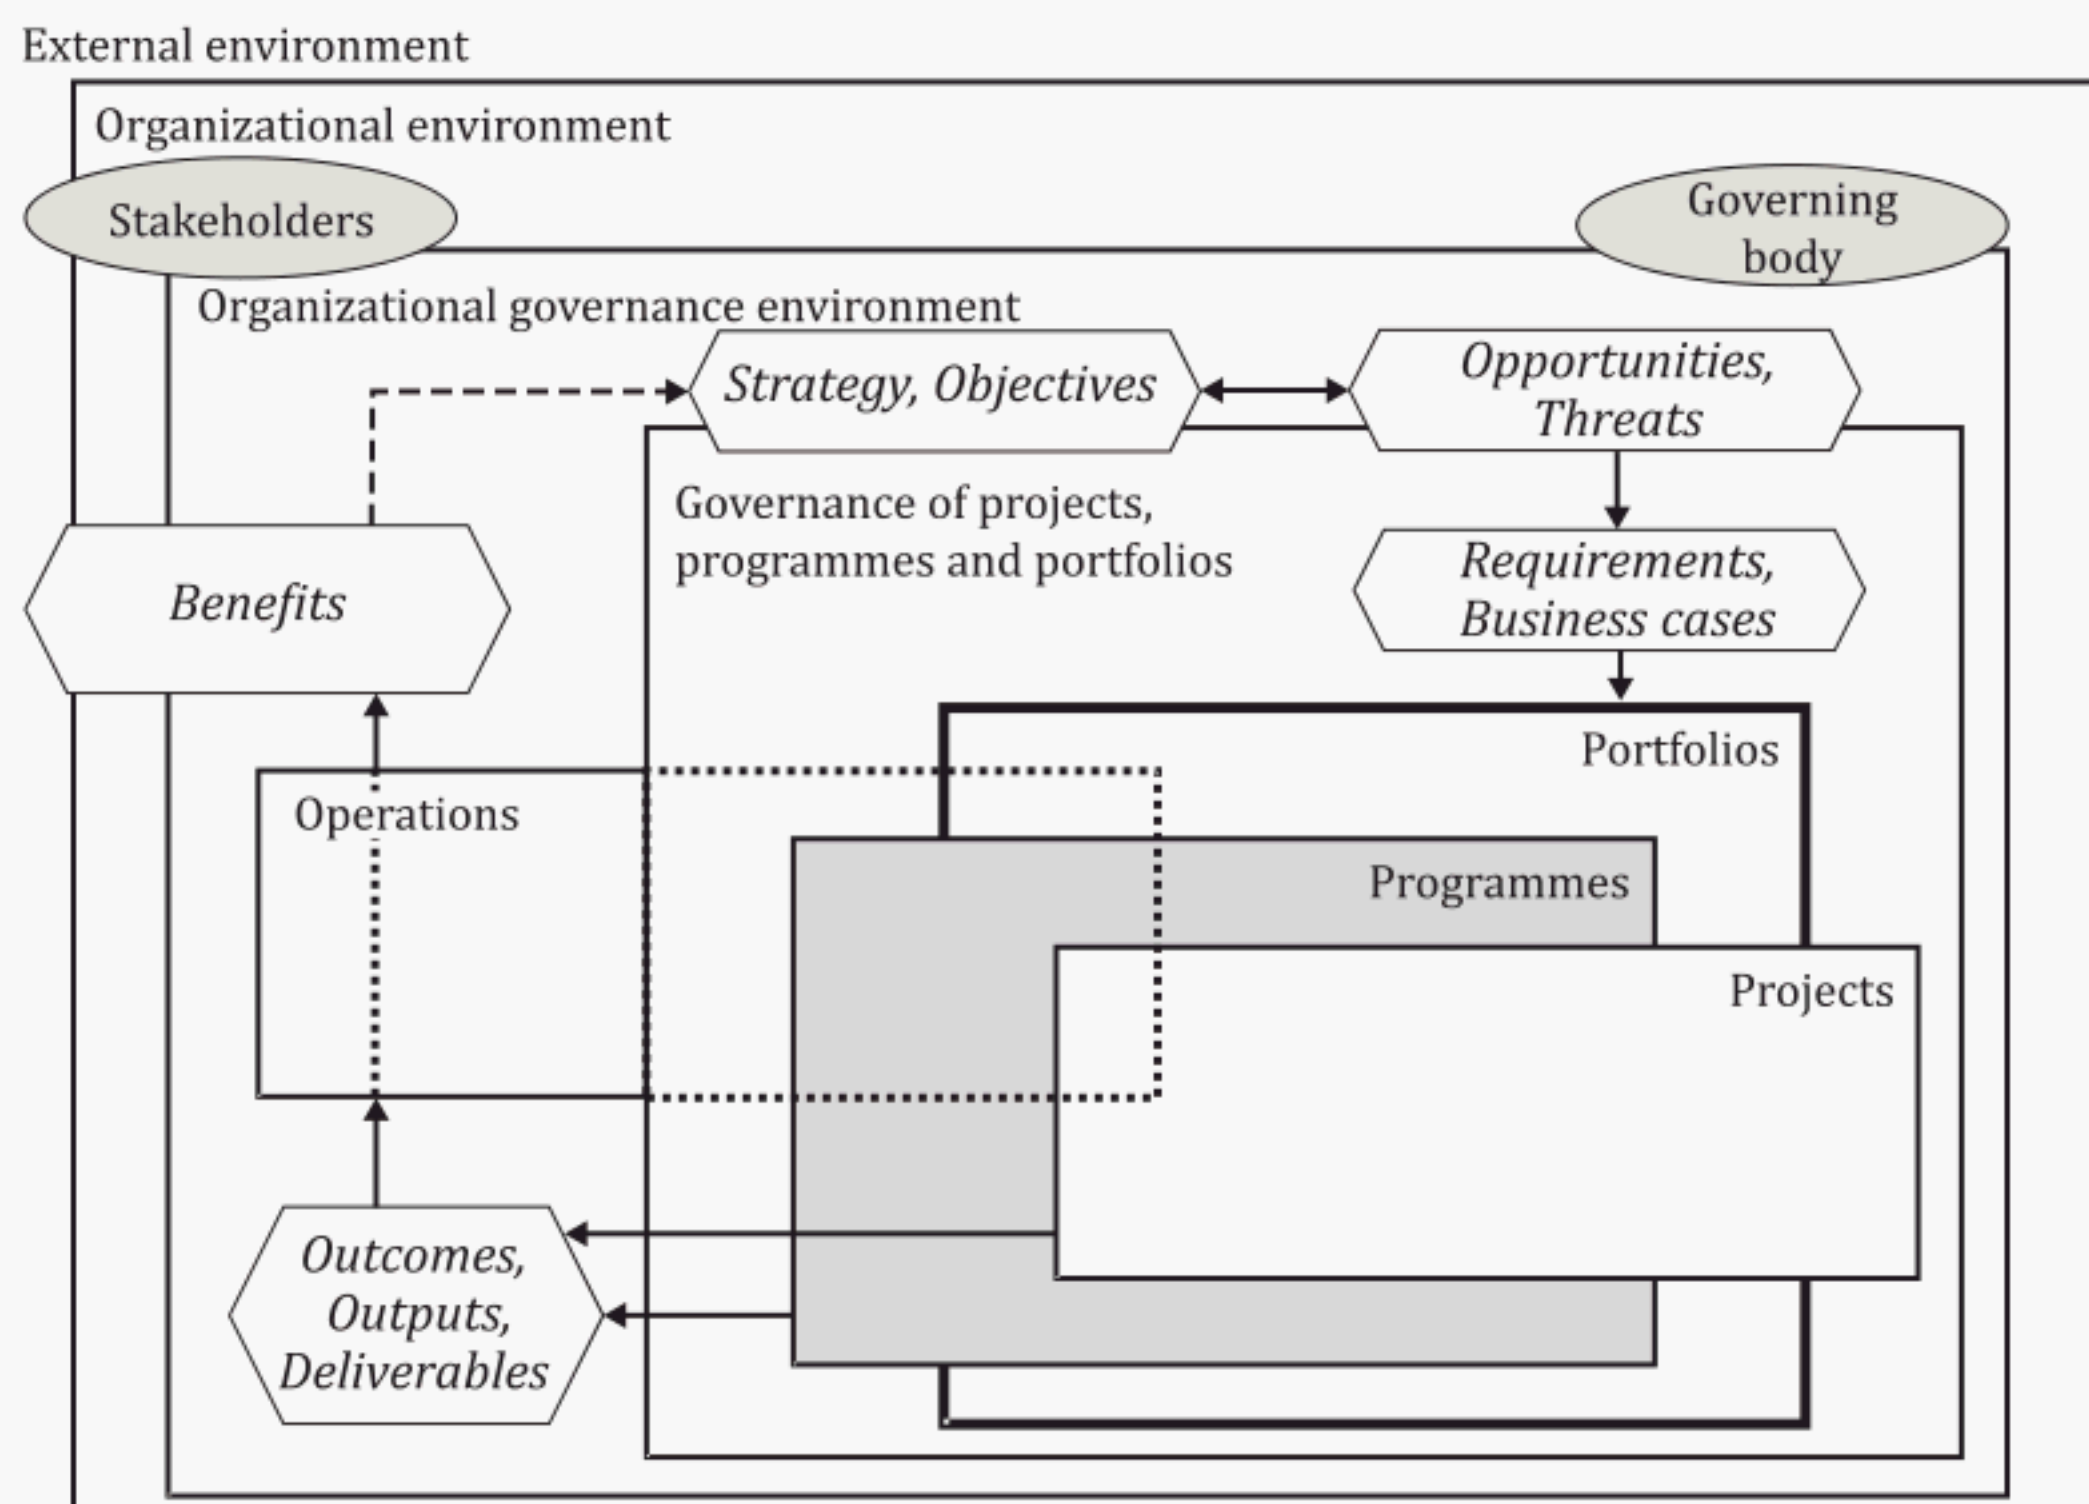 External environment
Organizational environment
Stakeholders
Governing
body
Organizational governance environment
Strategy, Objectives
Opportunities,
Threats
Governance of projects,
programmes and portfolios
Requirements,
Business cases
Benefits
Portfolios
Operations
Programmes
Projects
Outcomes,
Outputs,
Deliverables